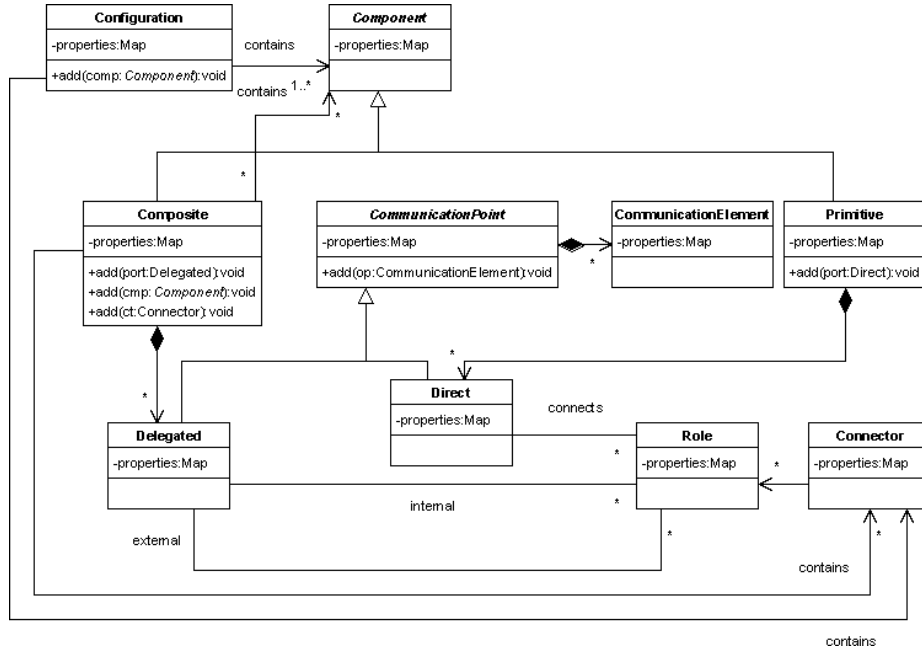 Configuration
-properties:Map
+add(comp: Component):void
Component
-properties:Map
contains
1..*
contains
*
*
Composite
-properties:Map
+add(port:Delegated):void
+add(cmp: Component):void
+add(ct:Connector):void
CommunicationPoint
-properties:Map
+add(op:CommunicationElement):void
*
CommunicationElement
-properties:Map
Primitive
-properties:Map
+add(port:Direct):void
*
*
Direct
-properties:Map
connects
*
Delegated
-properties:Map
Role
-properties:Map
*
Connector
-properties:Map
internal
*
external
*
*
contains
contains